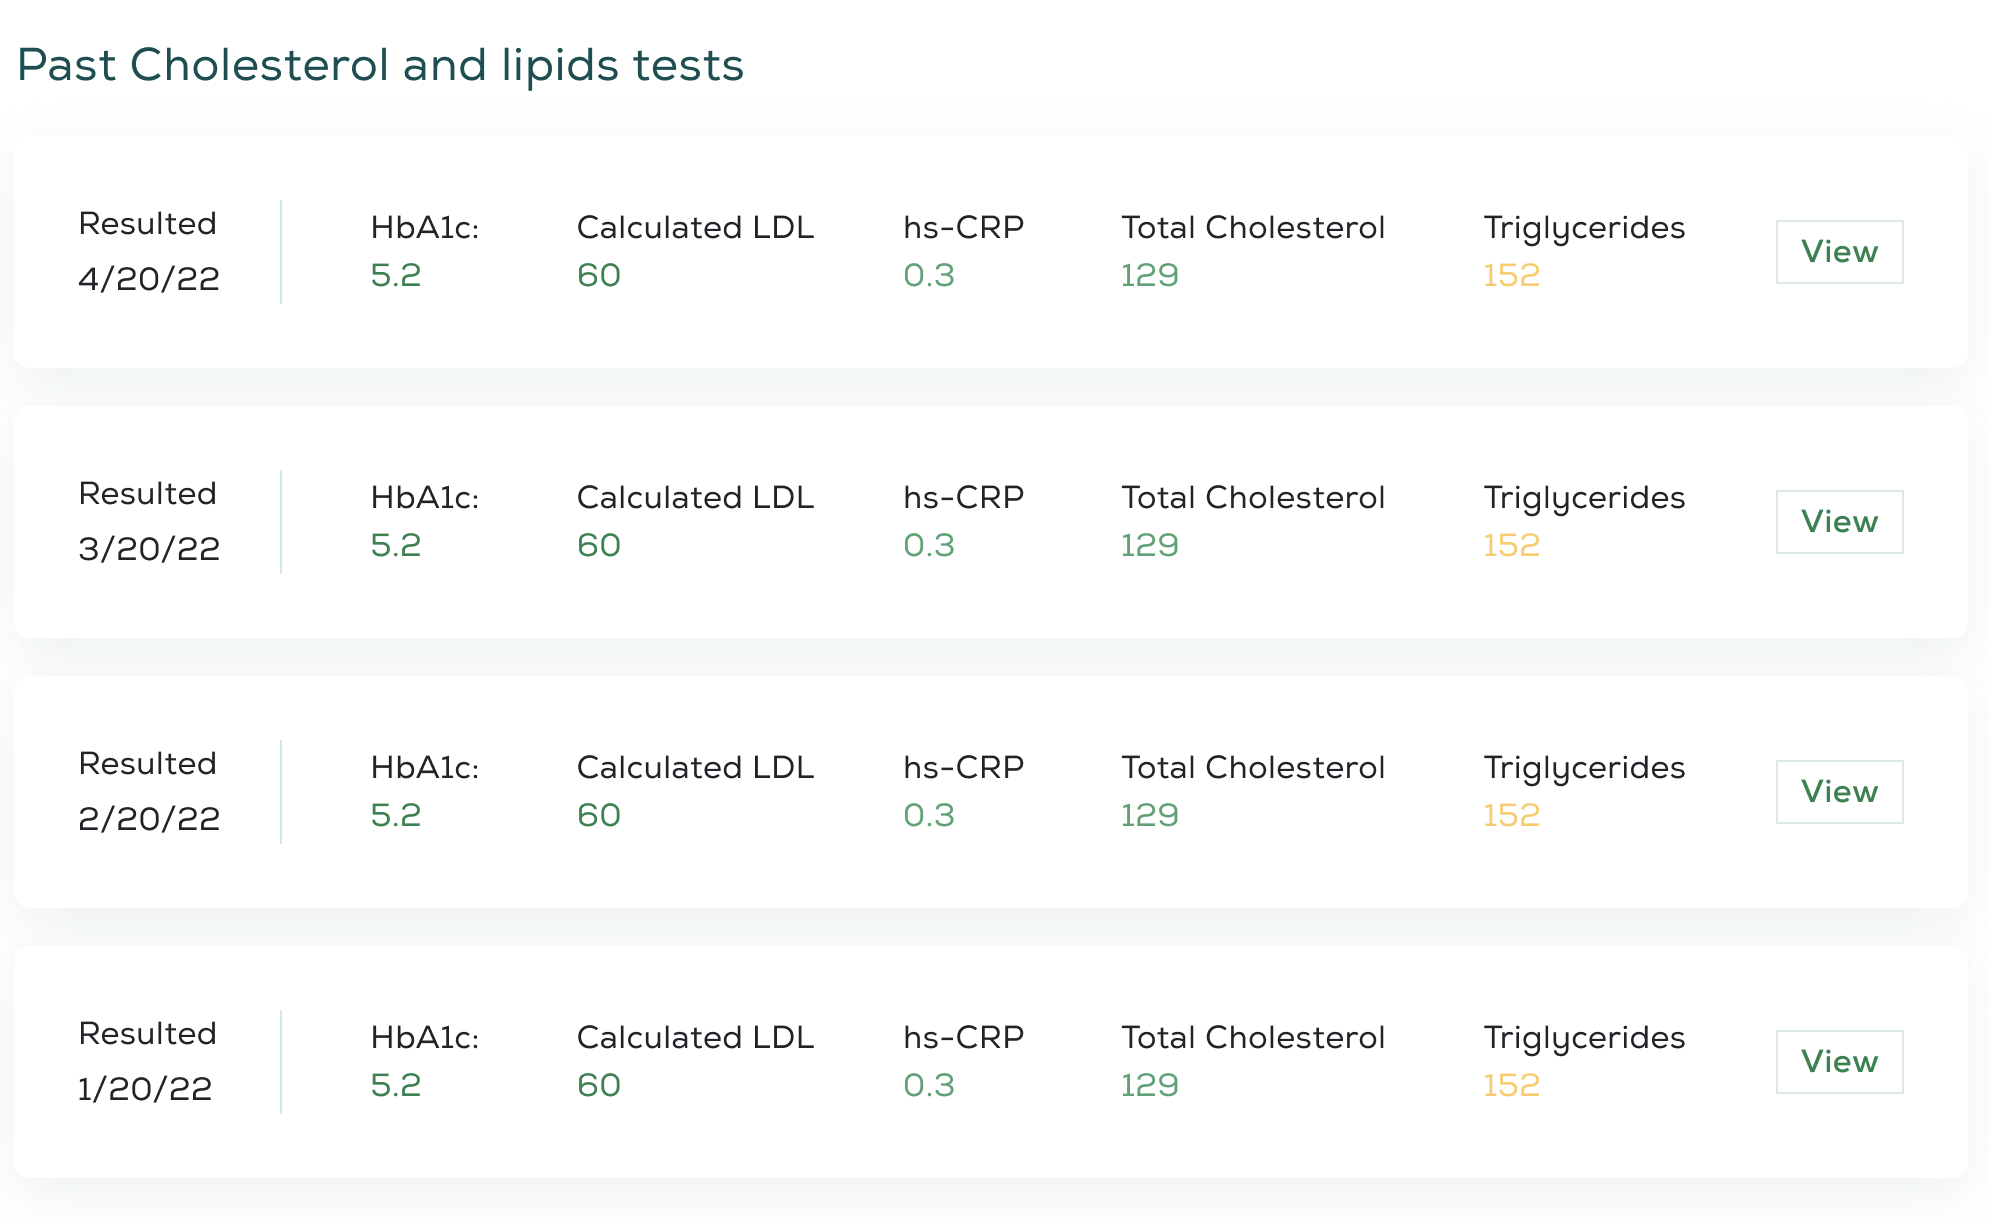 Past Cholesterol and lipids tests
Resulted
4/20/22
HbA1c:
5.2
Calculated LDL
60
hs-CRP
0.3
Total Cholesterol
129
Triglycerides
152
View
Resulted
3/20/22
HbA1c:
5.2
Calculated LDL
60
hs-CRP
0.3
Total Cholesterol
129
Triglycerides
152
View
Resulted
2/20/22
HbA1c:
5.2
Calculated LDL
60
hs-CRP
0.3
Total Cholesterol
129
Triglycerides
152
View
Resulted
1/20/22
HbA1c:
5.2
Calculated LDL
60
hs-CRP
0.3
Total Cholesterol
129
Triglycerides
152
View